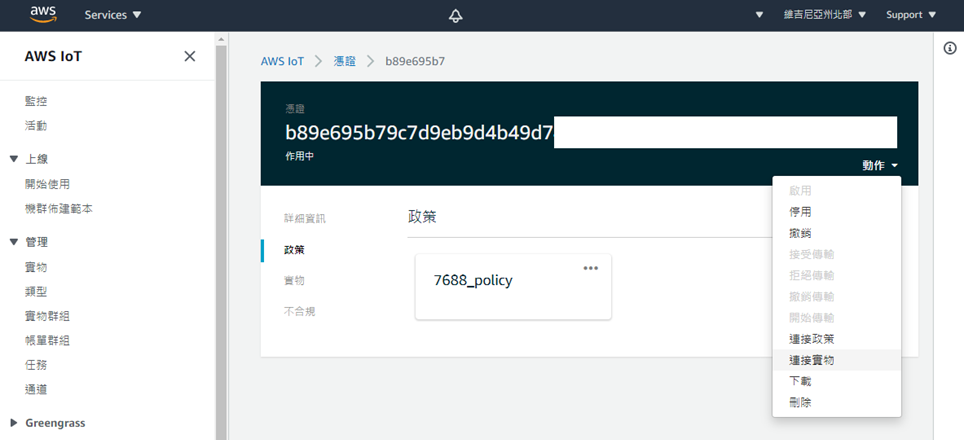 aws Services 維吉尼亞州北部 Support
AWS IoT
監控
活動
上線
開始使用
機群佈建範本
管理
實物
類型
實物群組
帳單群組
任務
通道
Greengrass
AWS IoT 憑證 b89e695b7
憑證
b89e695b79c7d9eb9d4b49d7
作用中
動作
詳細資訊
政策
實物
不合規
政策
7688_policy
啟用
停用
撤銷
接受傳輸
拒絕傳輸
撤銷傳輸
開始傳輸
連接政策
連接實物
下載
刪除